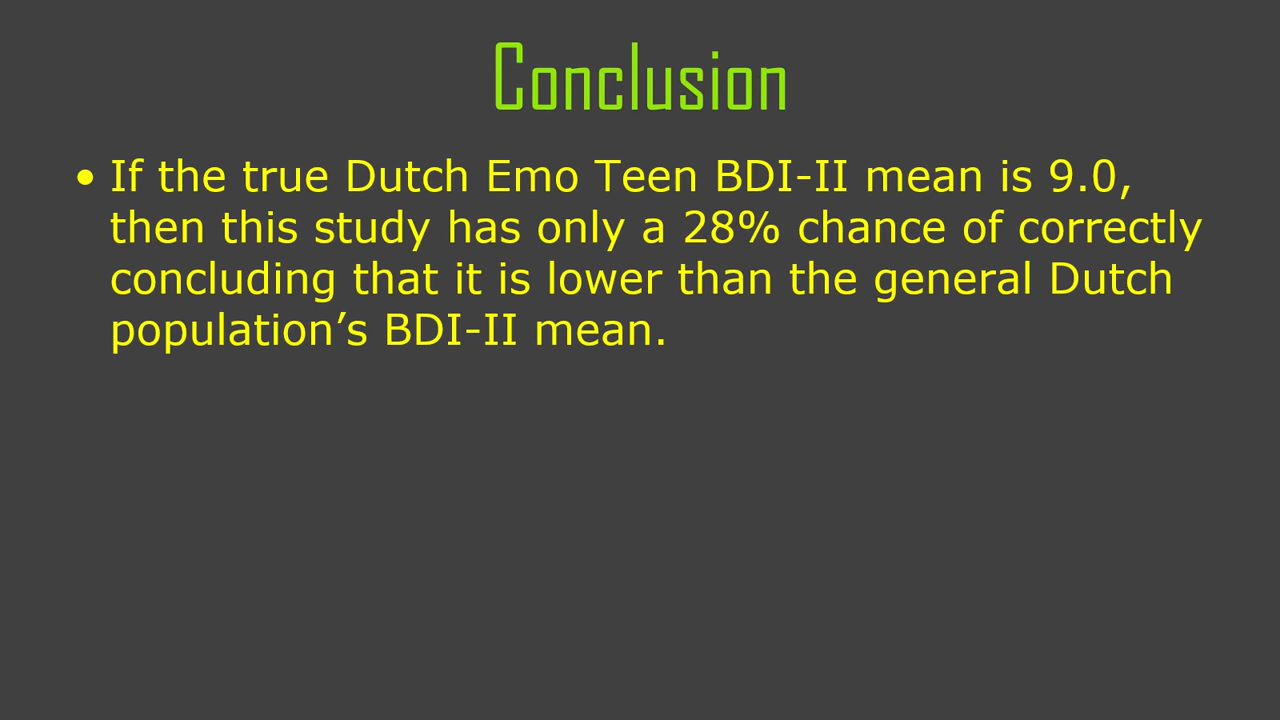 Conclusion
• If the true Dutch Emo Teen BDI-II mean is 9.0,
then this study has only a 28% chance of correctly
concluding that it is lower than the general Dutch
population’s BDI-II mean.